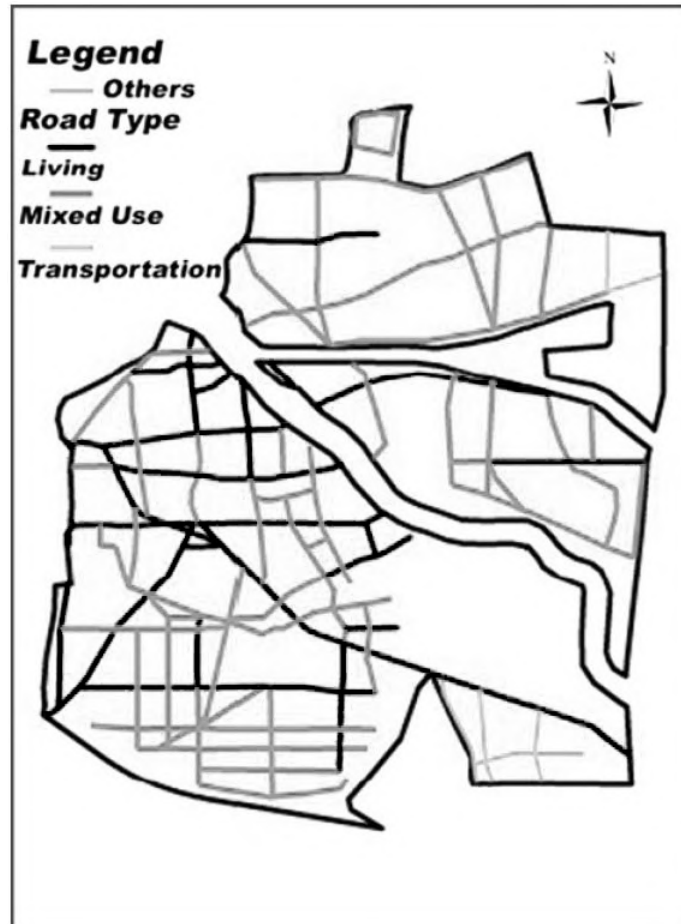 Legend
N
Others
Road Type
Living
Mixed Use
Transportation